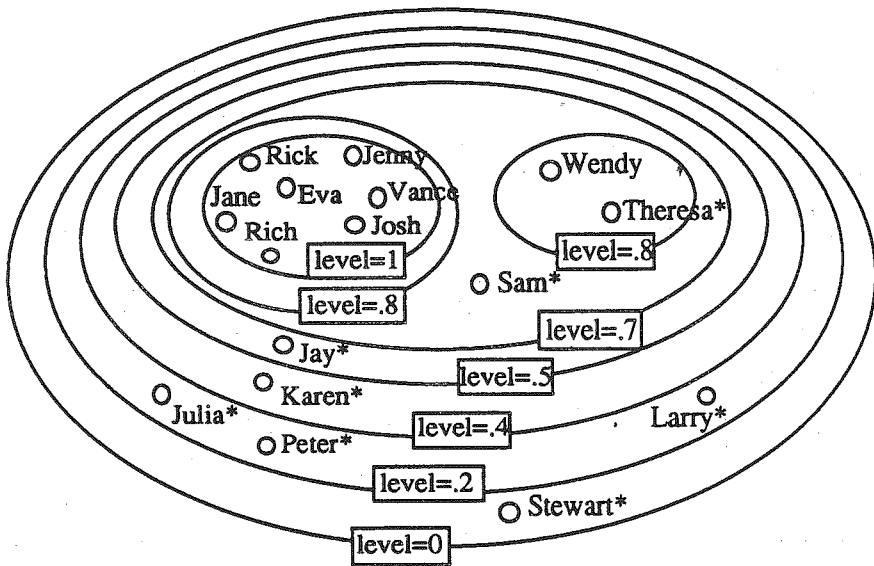 Rick
Jenny
Wendy
Jane
Eva
Vance
Theresa*
Rich
Josh
level=1
level=.8
Sam*
level=.8
level=.7
Jay*
level=.5
Karen*
Julia*
Larry*
level=.4
Peter*
level=.2
Stewart*
level=0